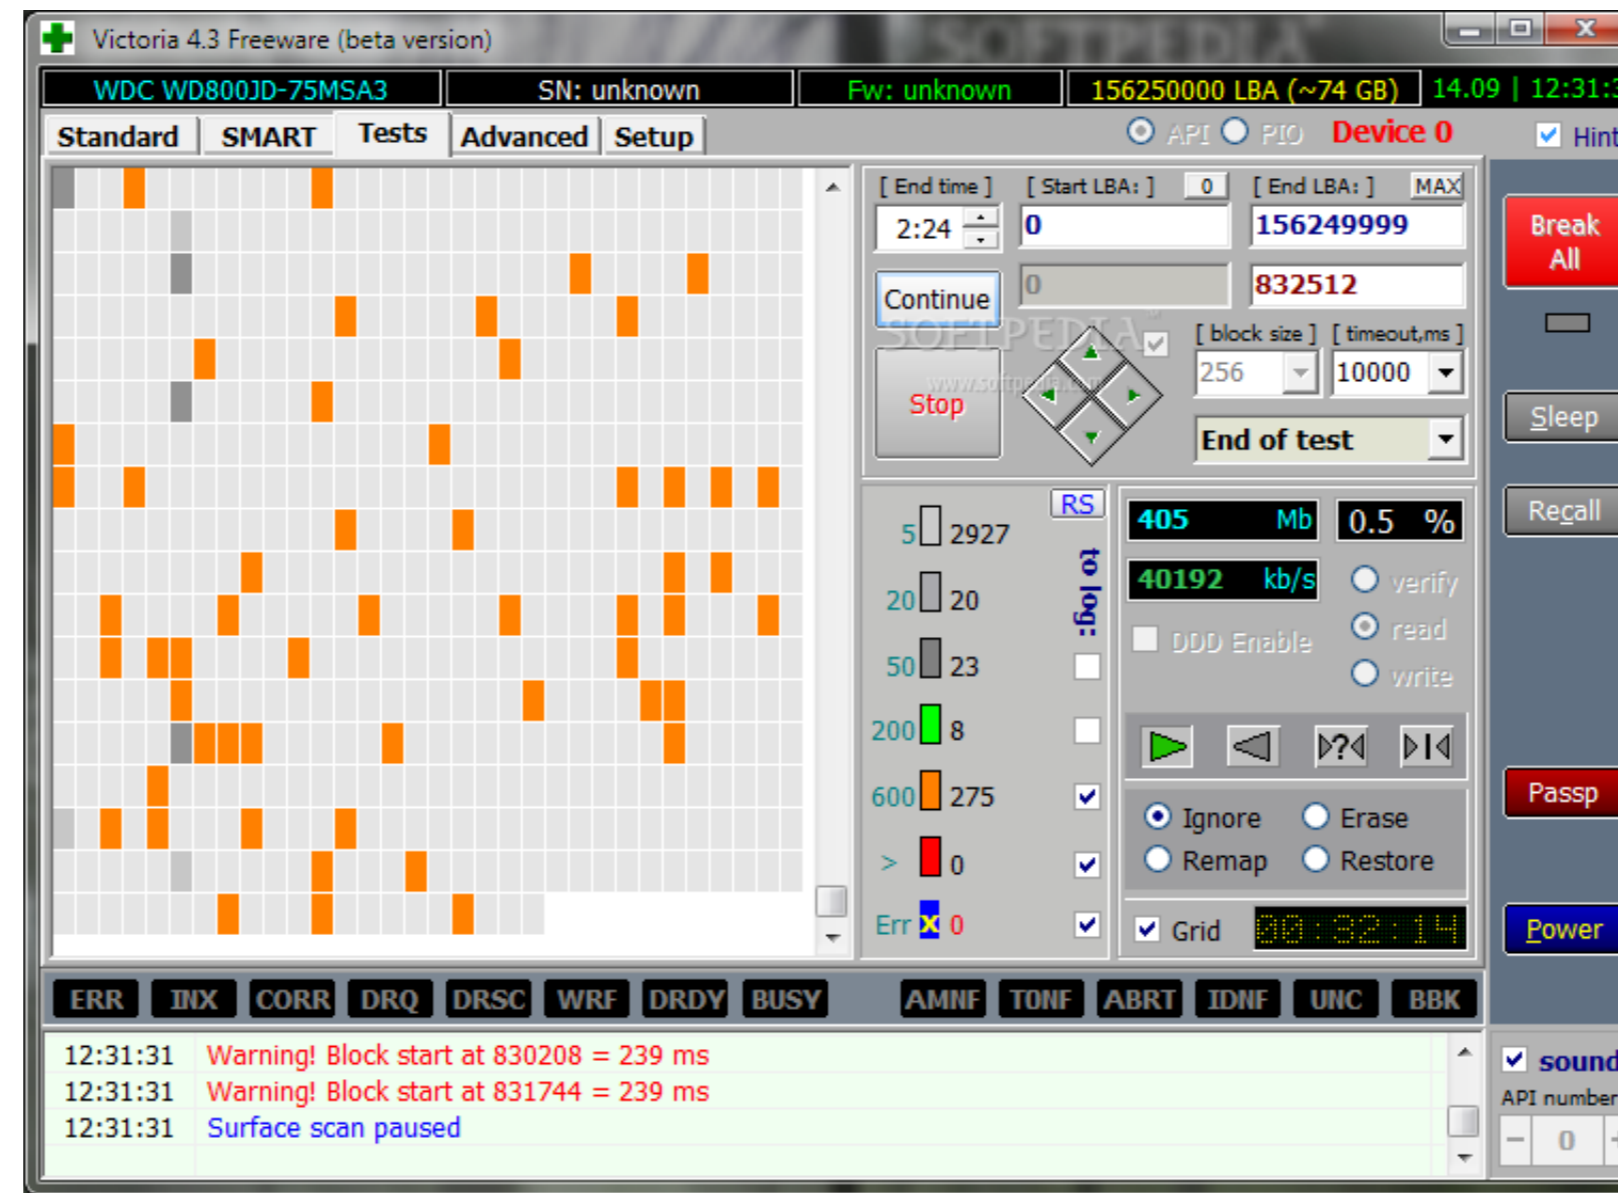 SOFTPEDIA
Victoria 4.3 Freeware (beta version)
WDC WD800JD-75MSA3 SN: unknown Fw: unknown 156250000 LBA (~74 GB) 14.09 | 12:31:3
Standard SMART Tests Advanced Setup API PIO Device 0 Hint
[ End time ] [ Start LBA: ] 0 [ End LBA: ] MAX
2:24 0 156249999
Break All
Continue 0 832512
SOFTPEDIA
www.softpedia.com
[ block size ] [ timeout,ms ]
256 10000
Stop
End of test
Sleep
RS
5 2927
405 Mb 0.5 %
Recall
to log:
20 20
40192 kb/s verify
DDD Enable read
50 23
write
200 8
?
600 275
Passp
Ignore Erase
> 0
Remap Restore
Err x 0
Grid 00:32:14
Power
ERR INX CORR DRQ DRSC WRF DRDY BUSY AMNF TONF ABRT IDNF UNC BBK
12:31:31 Warning! Block start at 830208 = 239 ms
12:31:31 Warning! Block start at 831744 = 239 ms
12:31:31 Surface scan paused
sound
API number
- 0 +